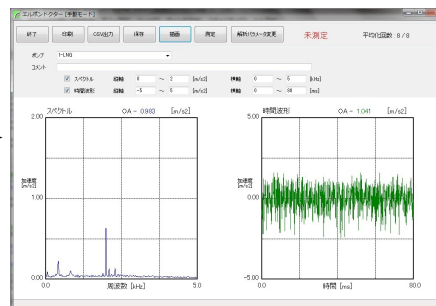 エルポンドクター [手動モード]
終了 印刷 CSV出力 保存 描画 測定 解析パラメータ変更 未測定 平均化回数 : 8 / 8
ポンプ 1-LNG
コメント
スペクトル 縦軸 0 ～ 2 [m/s2] 横軸 0 ～ 5 [kHz]
時間波形 縦軸 -5 ～ 5 [m/s2] 横軸 0 ～ 80 [ms]
スペクトル OA - 0.983 [m/s2]
2.00
加速度 [m/s2]
1.00
0.00
0.0 周波数 [kHz] 5.0
時間波形 OA - 1.041 [m/s2]
5.00
加速度 [m/s2]
0.00
-5.00
0.0 時間 [ms] 80.0